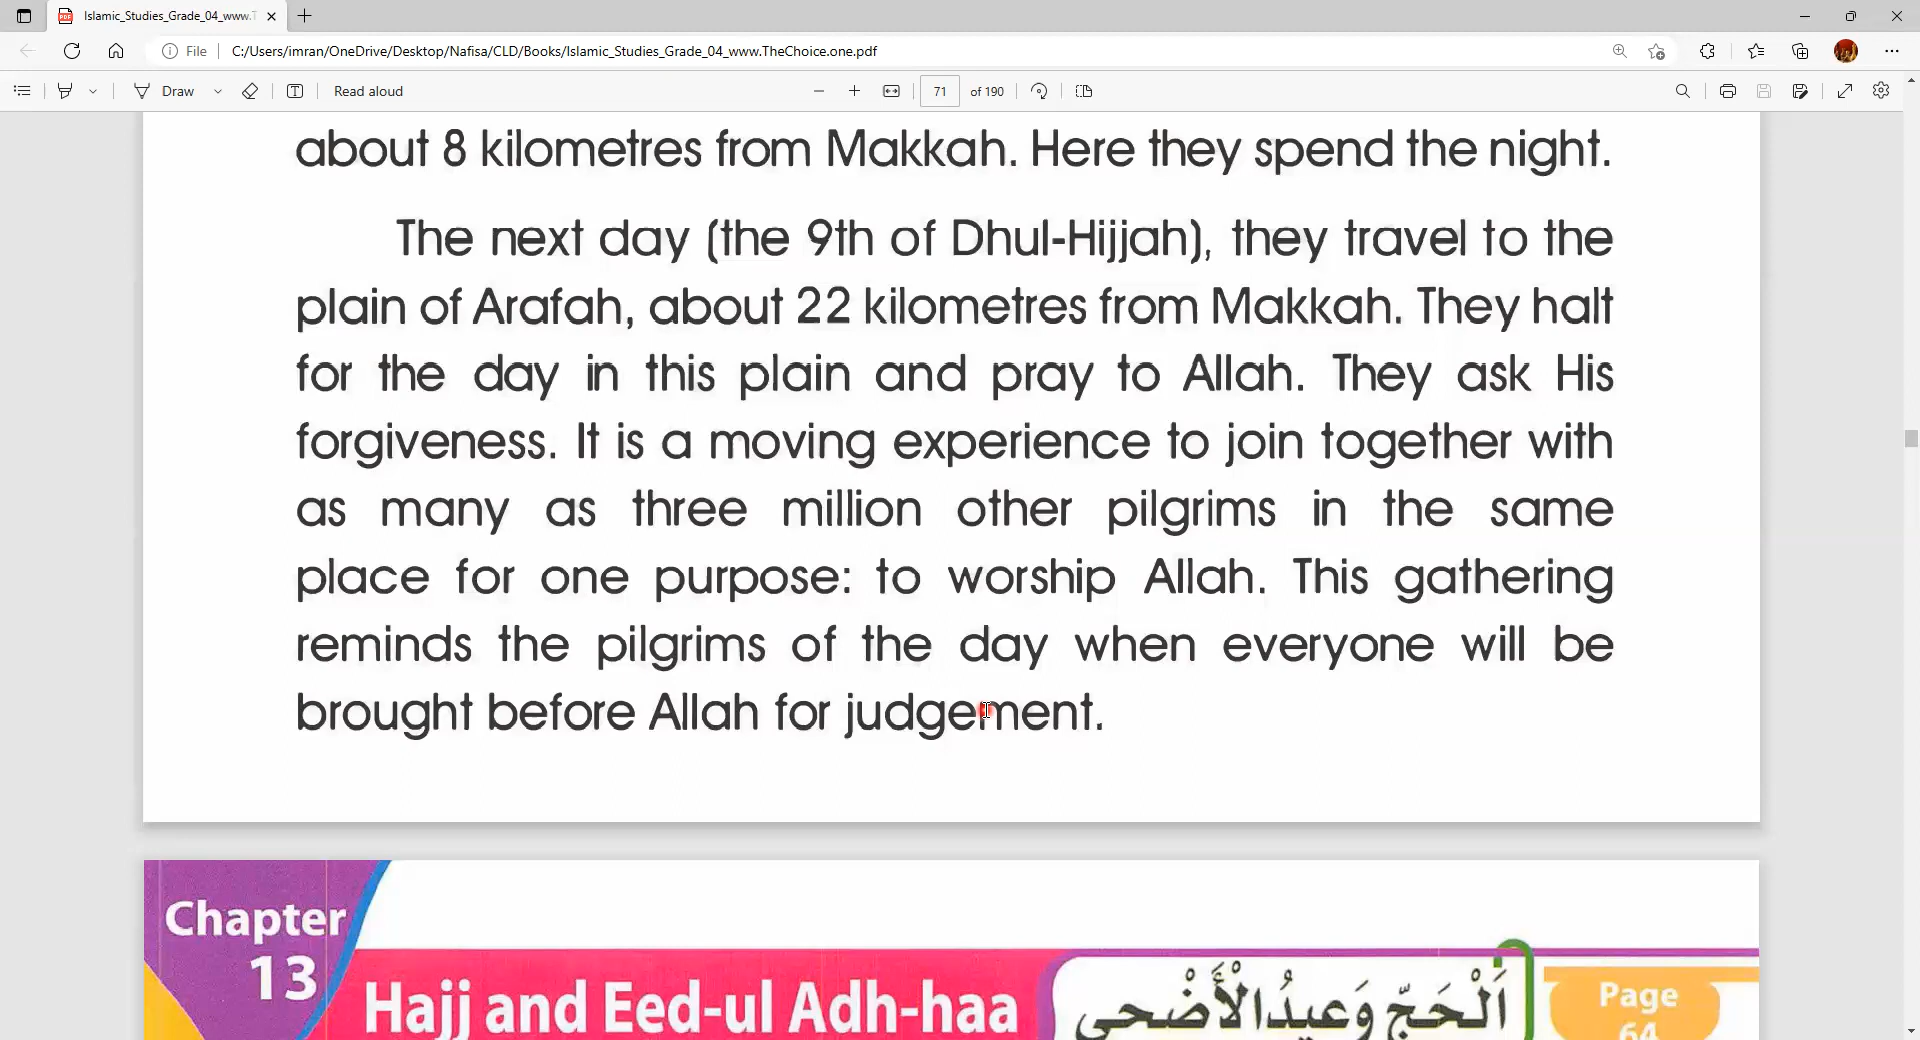 Islamic_Studies_Grade_04_www.T
File
C:/Users/imran/OneDrive/Desktop/Nafisa/CLD/Books/Islamic_Studies_Grade_04_www.TheChoice.one.pdf
Draw
Read aloud
71 of 190
about 8 kilometres from Makkah. Here they spend the night.
The next day (the 9th of Dhul-Hijjah), they travel to the
plain of Arafah, about 22 kilometres from Makkah. They halt
for the day in this plain and pray to Allah. They ask His
forgiveness. It is a moving experience to join together with
as many as three million other pilgrims in the same
place for one purpose: to worship Allah. This gathering
reminds the pilgrims of the day when everyone will be
brought before Allah for judgement.
Chapter
13
Hajj and Eed-ul Adh-haa
اَلْحَجّ وَعيدُ الْأَضْحى
Page
64